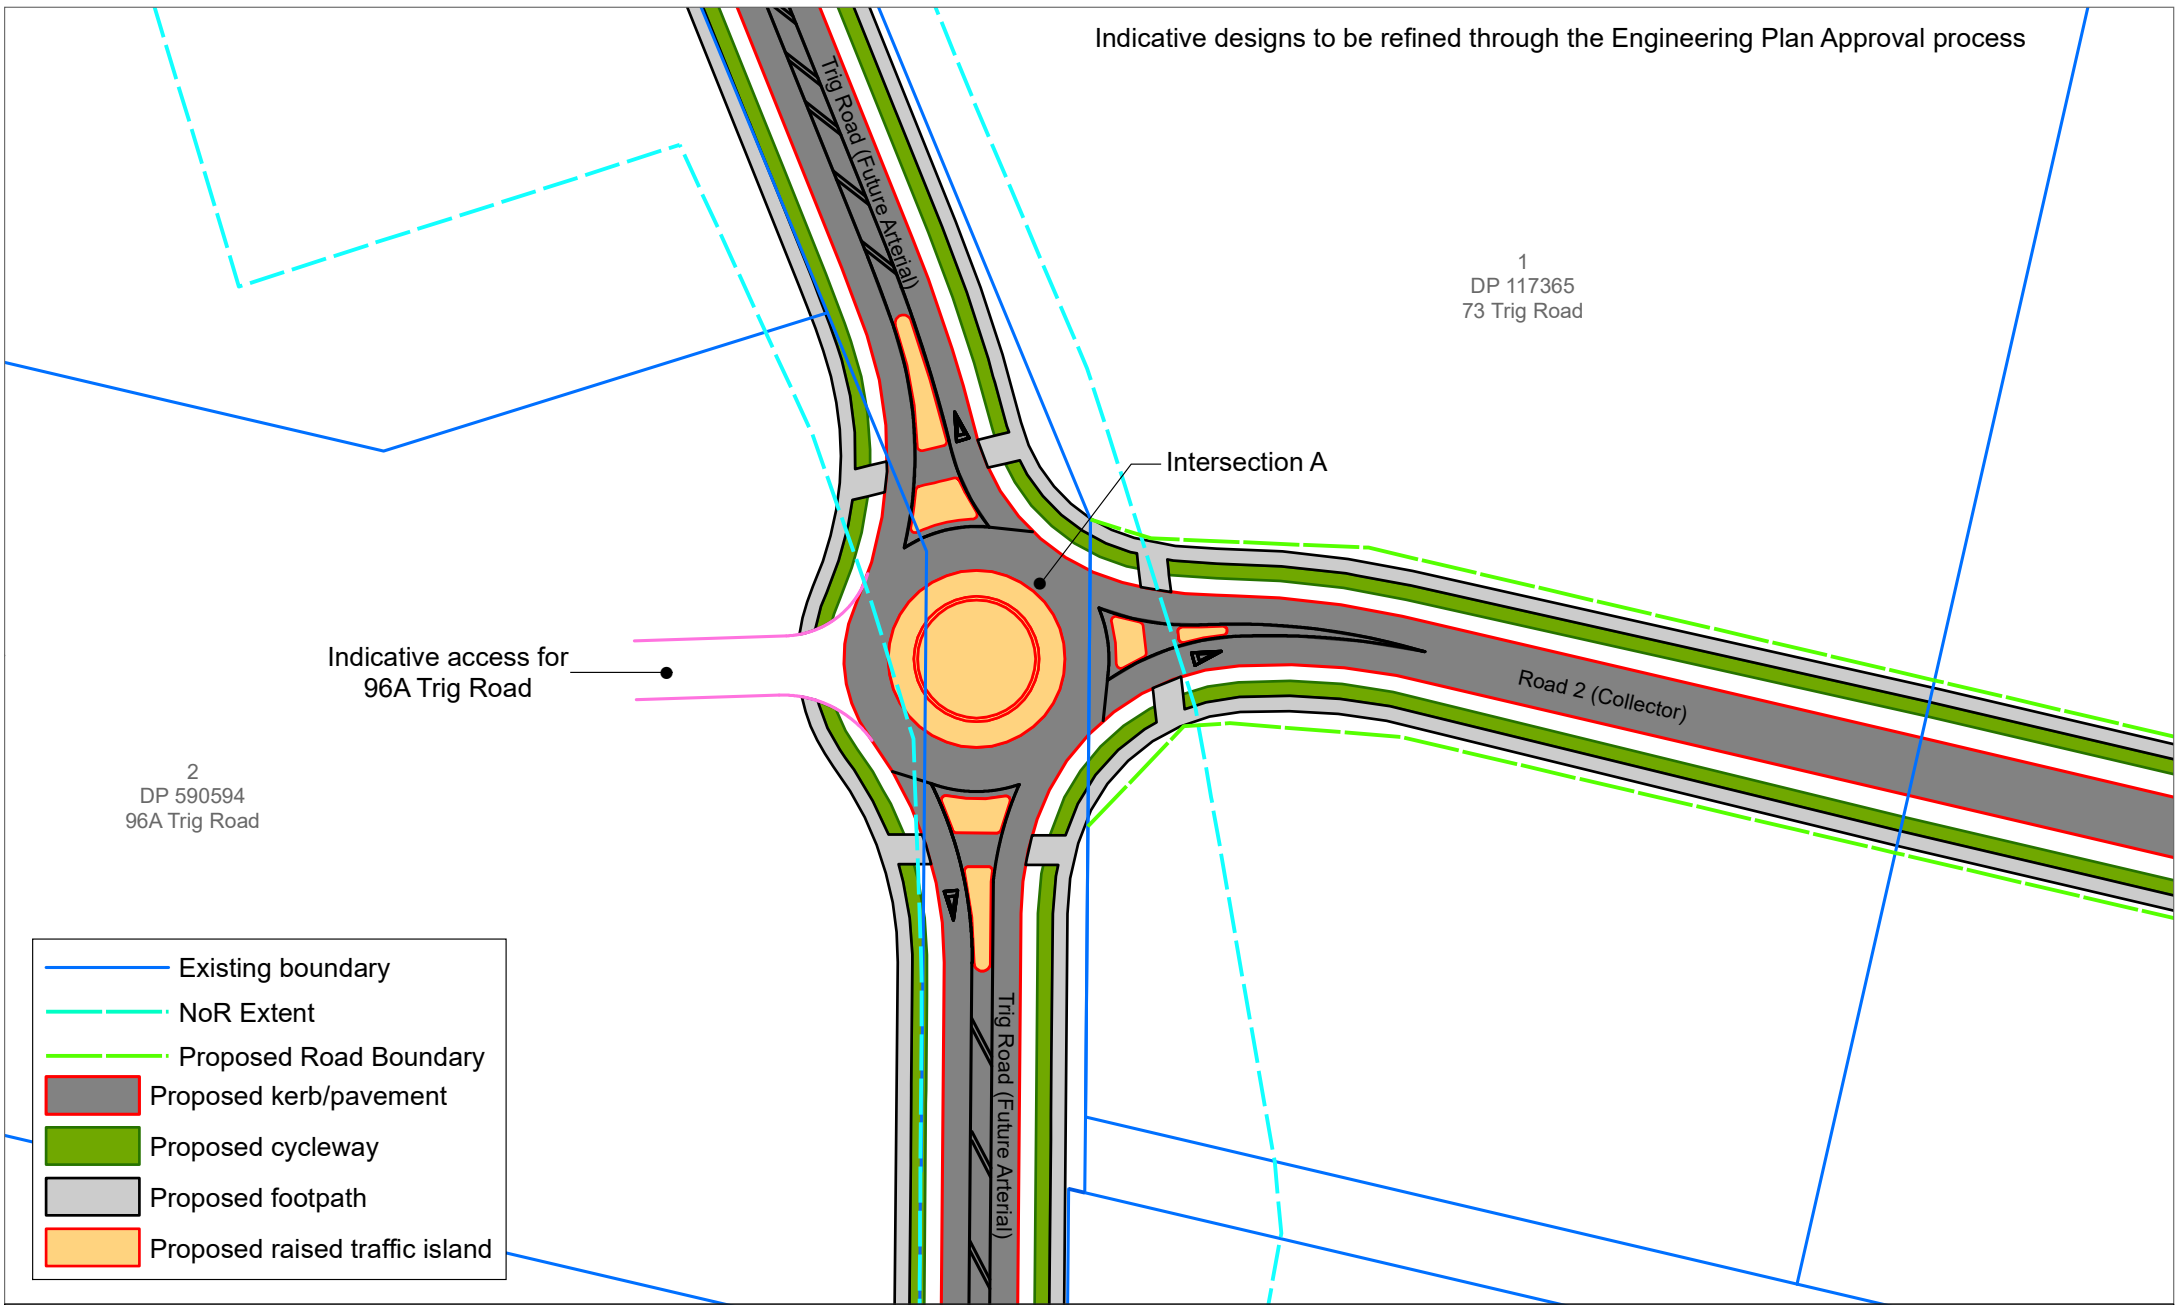 Indicative designs to be refined through the Engineering Plan Approval process
Trig Road (Future Arterial)
1
DP 117365
73 Trig Road
Intersection A
Indicative access for
96A Trig Road
Road 2 (Collector)
2
DP 590594
96A Trig Road
Trig Road (Future Arterial)
Existing boundary
NoR Extent
Proposed Road Boundary
Proposed kerb/pavement
Proposed cycleway
Proposed footpath
Proposed raised traffic island